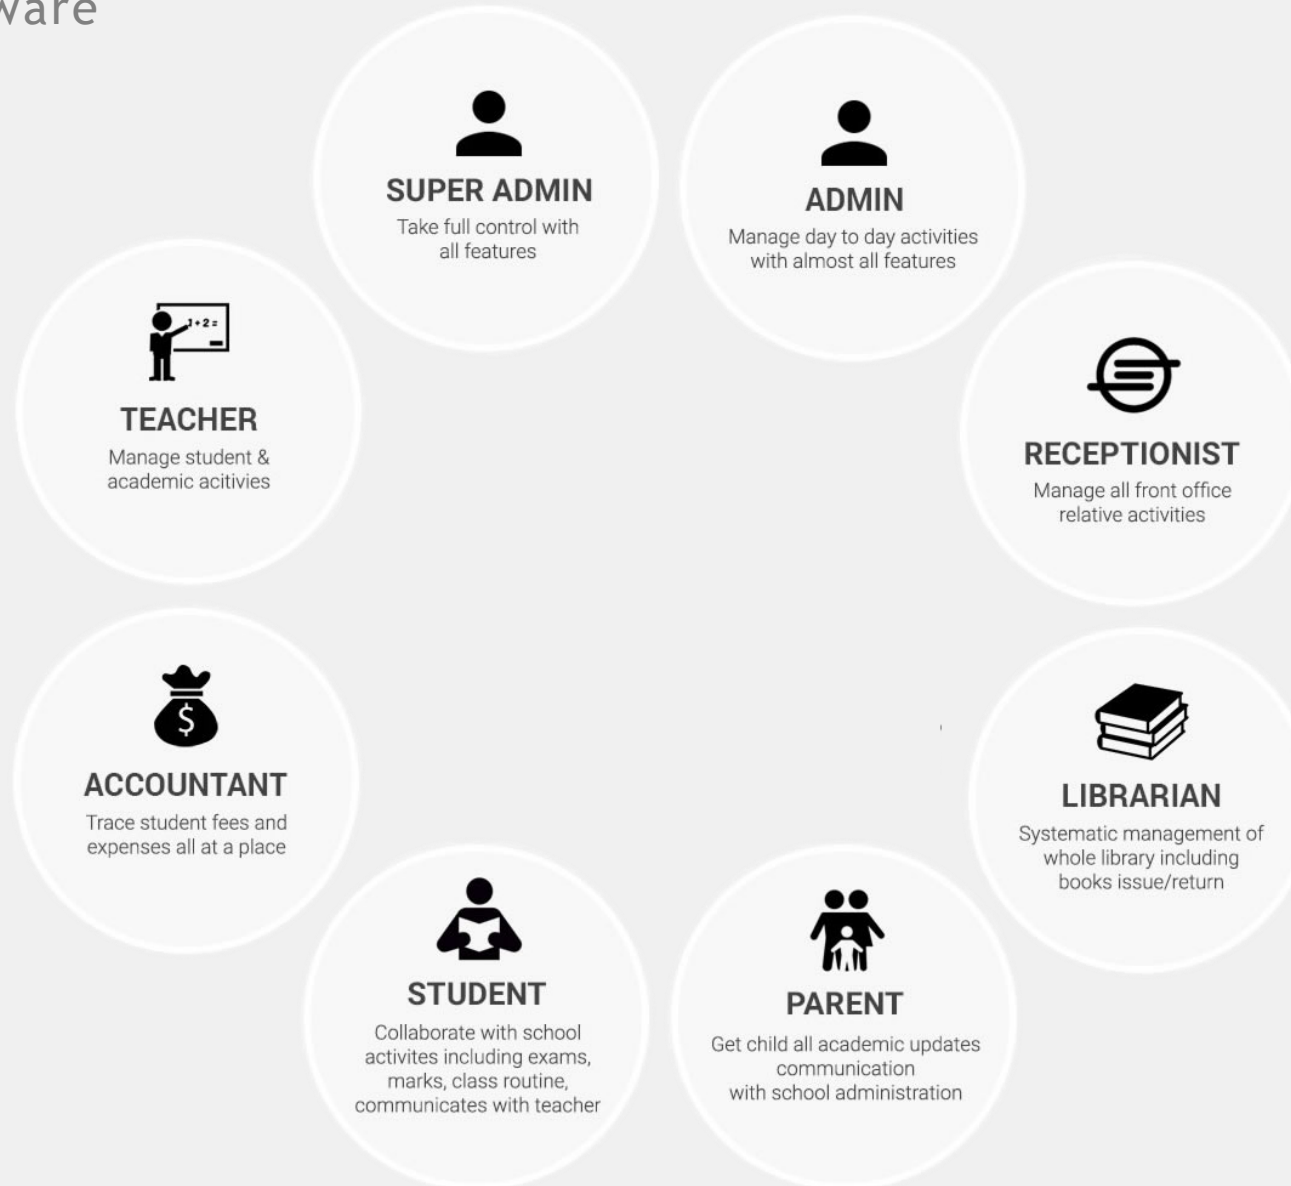 SUPER ADMIN
Take full control with
all features
ADMIN
Manage day to day activities
with almost all features
TEACHER
Manage student &
academic acitivies
1+2=
RECEPTIONIST
Manage all front office
relative activities
ACCOUNTANT
Trace student fees and
expenses all at a place
$
LIBRARIAN
Systematic management of
whole library including
books issue/return
STUDENT
Collaborate with school
activites including exams,
marks, class routine,
communicates with teacher
PARENT
Get child all academic updates
communication
with school administration